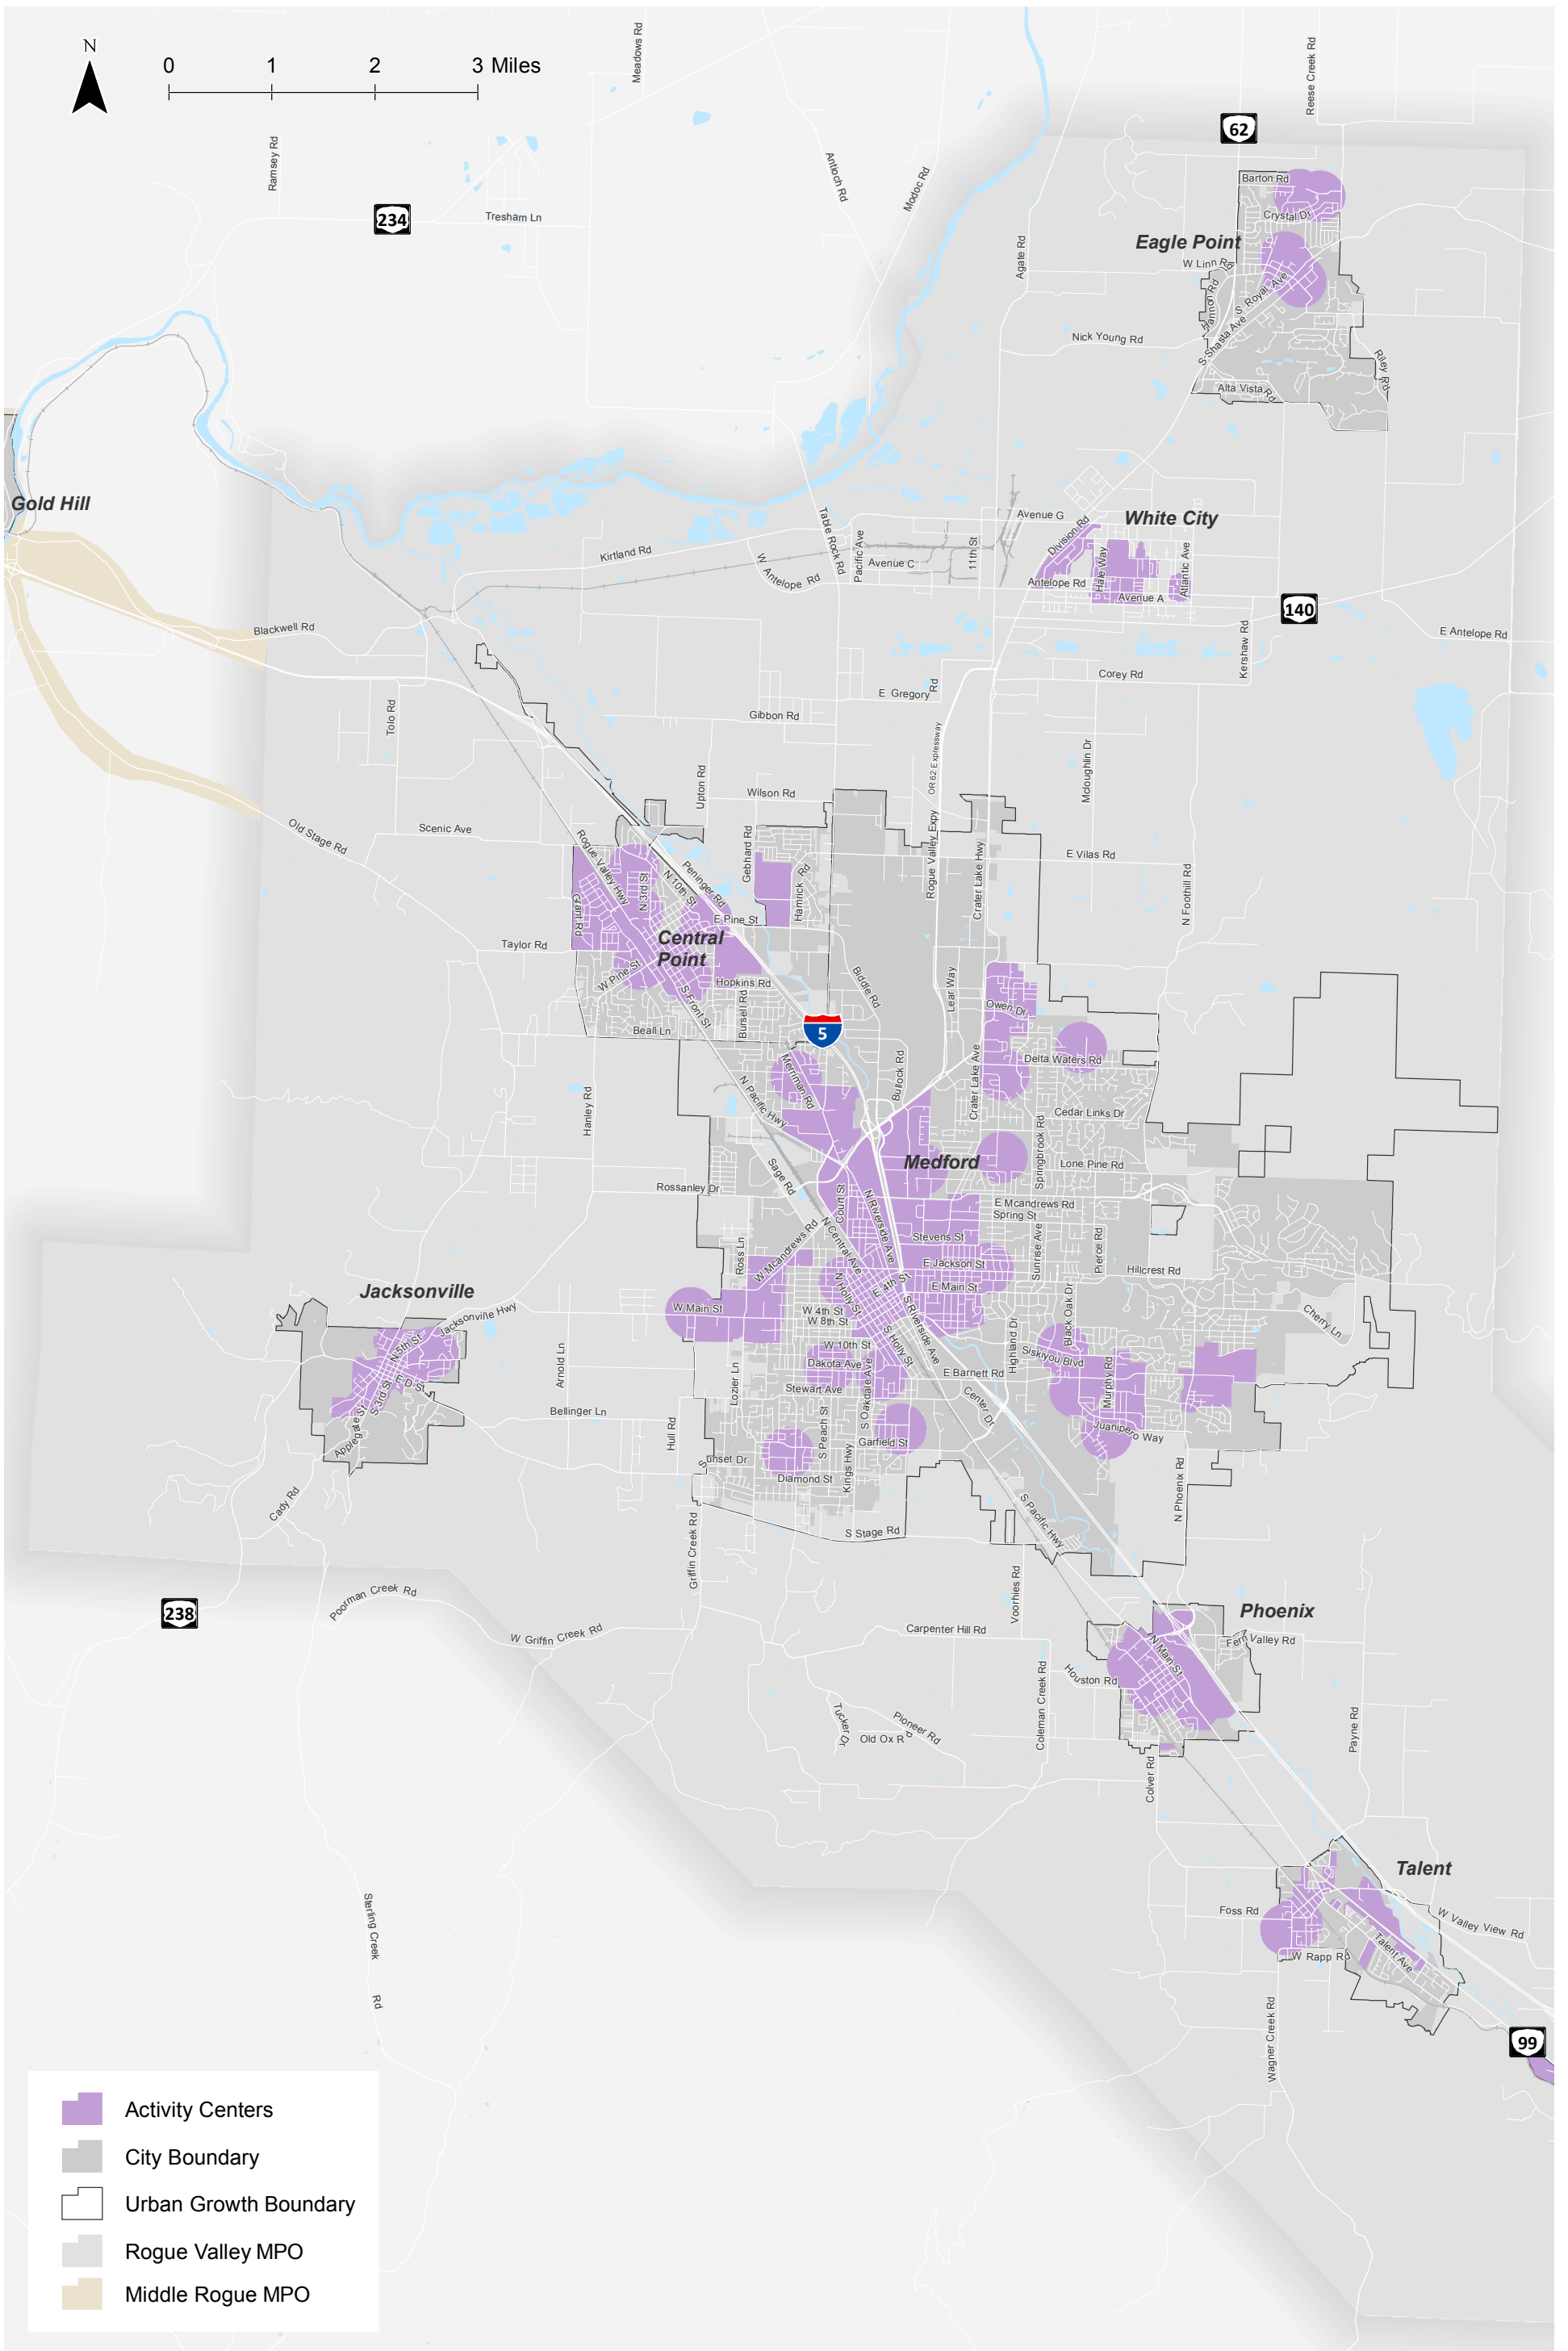 N
0 1 2 3 Miles
Meadows Rd
Reese Creek Rd
62
Ramsey Rd
Antioch Rd
Modoc Rd
Barton Rd
234
Tresham Ln
Crystal Dr
Eagle Point
Agate Rd
W Linn Rd
Hannon Rd
S Royal Ave
S Shasta Ave
Nick Young Rd
Riley Rd
Alta Vista Rd
Gold Hill
Avenue G
White City
Division Rd
Table Rock Rd
Pacific Ave
11th St
Kirtland Rd
W Antelope Rd
Avenue C
Hale Way
Atlantic Ave
Antelope Rd
Avenue A
140
Blackwell Rd
Kershaw Rd
E Antelope Rd
Corey Rd
E Gregory Rd
Tolo Rd
Gibbon Rd
OR 62 Expressway
Mcloughlin Dr
Upton Rd
Wilson Rd
Old Stage Rd
Scenic Ave
Rogue Valley Hwy
Gebhard Rd
Rogue Valley Expy
Crater Lake Hwy
E Vilas Rd
N Foothill Rd
Peninger Rd
N 10th St
N 3rd St
Hamrick Rd
Grant Rd
E Pine St
Central
Point
Taylor Rd
W Pine St
Hopkins Rd
Biddle Rd
Lear Way
S Front St
Bursell Rd
Owen Dr
Beall Ln
5
Delta Waters Rd
Merriman Rd
Bullock Rd
Crater Lake Ave
N Pacific Hwy
Hanley Rd
Cedar Links Dr
Springbrook Rd
Medford
Lone Pine Rd
Sage Rd
Rossanley Dr
Court St
N Riverside Ave
E Mcandrews Rd
Spring St
N Central Ave
Stevens St
Sunrise Ave
Pierce Rd
Ross Ln
W Mcandrews Rd
E Jackson St
Hillcrest Rd
N Holly St
E 4th St
E Main St
Jacksonville
Black Oak Dr
W Main St
W 4th St
W 8th St
S Riverside Ave
Cherry Ln
Jacksonville Hwy
N 5th St
W 10th St
S Holly St
Highland Dr
Siskiyou Blvd
Arnold Ln
Dakota Ave
E Barnett Rd
E D St
S 3rd St
Lozier Ln
Stewart Ave
S Oakdale Ave
Center Dr
Murphy Rd
Bellinger Ln
Applegate St
Hull Rd
S Peach St
Garfield St
Juanipero Way
Sunset Dr
Diamond St
Kings Hwy
N Phoenix Rd
Cady Rd
S Pacific Hwy
S Stage Rd
Griffin Creek Rd
Poorman Creek Rd
238
Voorhies Rd
Phoenix
W Griffin Creek Rd
Carpenter Hill Rd
N Main St
Fern Valley Rd
Houston Rd
Coleman Creek Rd
Tucker Dr
Pioneer Rd
Old Ox Rd
Payne Rd
Colver Rd
Talent
Sterling Creek Rd
Foss Rd
W Valley View Rd
Talent Ave
W Rapp Rd
Wagner Creek Rd
99
Activity Centers
City Boundary
Urban Growth Boundary
Rogue Valley MPO
Middle Rogue MPO